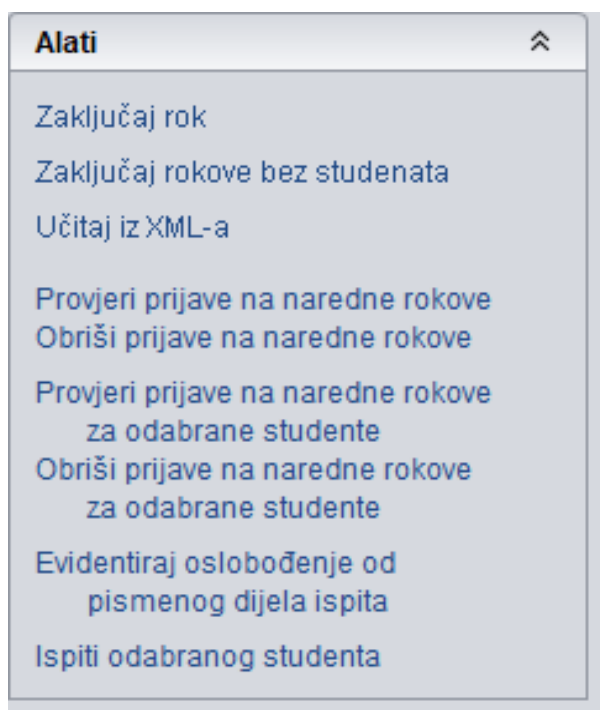 Alati
Zaključaj rok
Zaključaj rokove bez studenata
Učitaj iz XML-a
Provjeri prijave na naredne rokove
Obriši prijave na naredne rokove
Provjeri prijave na naredne rokove
za odabrane studente
Obriši prijave na naredne rokove
za odabrane studente
Evidentiraj oslobođenje od
pismenog dijela ispita
Ispiti odabranog studenta